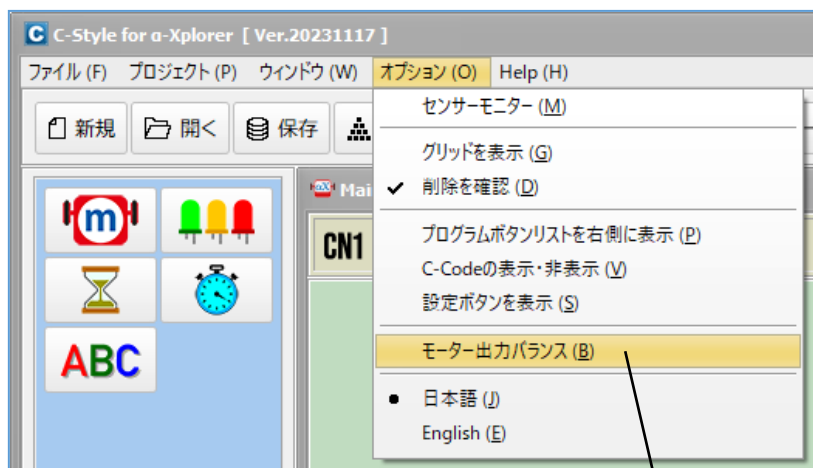 C-Style for α-Xplorer [ Ver.20231117 ]
ファイル (F) プロジェクト (P) ウィンドウ (W) オプション (O) Help (H)
新規 開く 保存
センサーモニター (M)
グリッドを表示 (G)
削除を確認 (D)
プログラムボタンリストを右側に表示 (P)
C-Codeの表示・非表示 (V)
設定ボタンを表示 (S)
モーター出力バランス (B)
日本語 (J)
English (E)
m
ABC
αX Mai
CN1